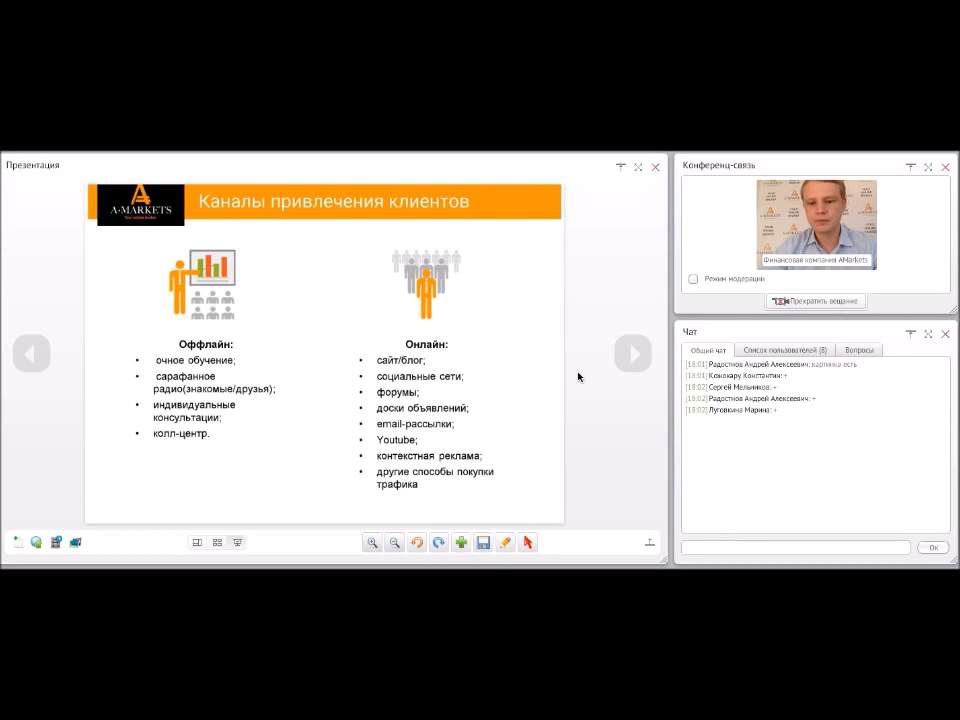 Презентация
A-MARKETS
Каналы привлечения клиентов
Оффлайн:
• очное обучение;
• сарафанное
радио(знакомые/друзья);
• индивидуальные
консультации;
• колл-центр.
Онлайн:
• сайт/блог;
• социальные сети;
• форумы;
• доски объявлений;
• email-рассылки;
• Youtube;
• контекстная реклама;
• другие способы покупки
трафика
Конференц-связь
Финансовая компания AMarkets
Режим модерации
Прекратить вещание
Чат
Общий чат
Список пользователей (8)
Вопросы
[18:01] Радостнов Андрей Алексеевич: картинка есть
[18:01] Кожокару Константин: +
[18:02] Сергей Мельников: +
[18:02] Радостнов Андрей Алексеевич: +
[18:02] Луговкина Марина: +
Ок